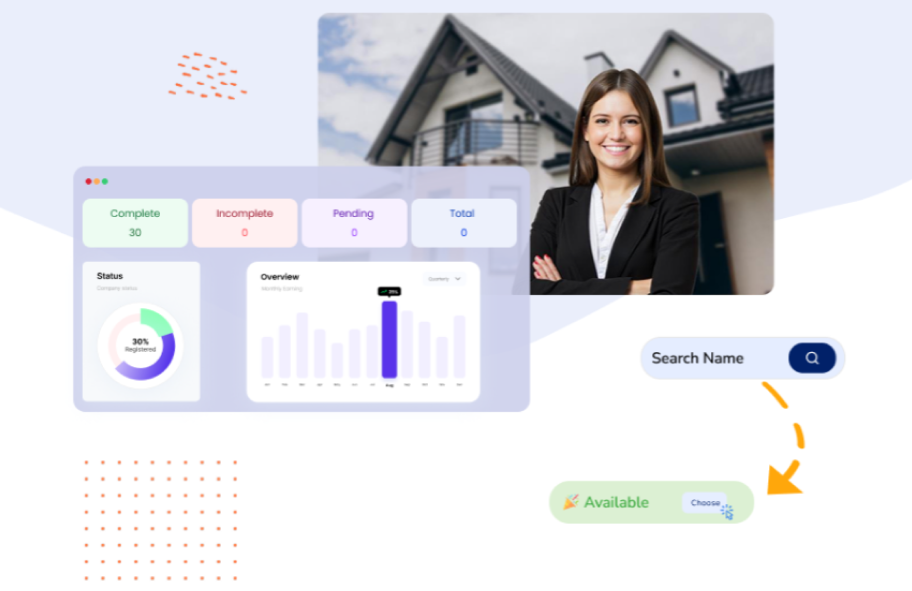 Complete
30
Incomplete
0
Pending
0
Total
0
Status
Company status
30%
Registered
Overview
Monthly Earning
Quarterly
Aug
Search Name
Available
Choose